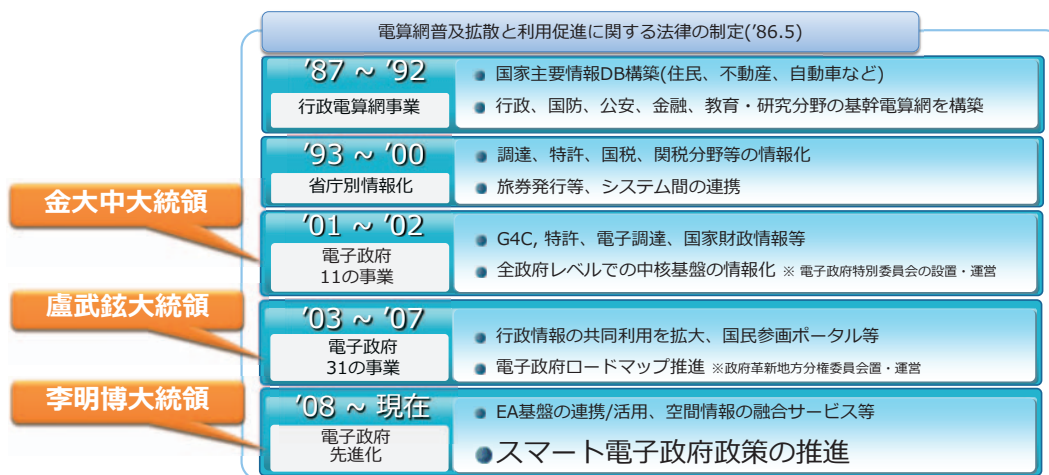 電算網普及拡散と利用促進に関する法律の制定('86.5)
'87 ~ '92
行政電算網事業
● 国家主要情報DB構築(住民、不動産、自動車など)
● 行政、国防、公安、金融、教育・研究分野の基幹電算網を構築
'93 ~ '00
省庁別情報化
● 調達、特許、国税、関税分野等の情報化
● 旅券発行等、システム間の連携
金大中大統領
'01 ~ '02
電子政府
11の事業
● G4C, 特許、電子調達、国家財政情報等
● 全政府レベルでの中核基盤の情報化 ※ 電子政府特別委員会の設置・運営
盧武鉉大統領
'03 ~ '07
電子政府
31の事業
● 行政情報の共同利用を拡大、国民参画ポータル等
● 電子政府ロードマップ推進 ※政府革新地方分権委員会置・運営
李明博大統領
'08 ~ 現在
電子政府
先進化
● EA基盤の連携/活用、空間情報の融合サービス等
●スマート電子政府政策の推進